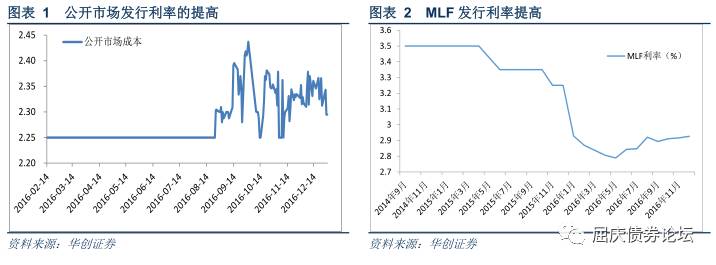 图表 1 公开市场发行利率的提高
2.45
2.40
2.35
2.30
2.25
2.20
公开市场成本
2016-02-14
2016-03-14
2016-04-14
2016-05-14
2016-06-14
2016-07-14
2016-08-14
2016-09-14
2016-10-14
2016-11-14
2016-12-14
资料来源：华创证券
图表 2 MLF 发行利率提高
3.6
3.5
3.4
3.3
3.2
3.1
3
2.9
2.8
2.7
MLF利率（%）
2014年9月
2014年11月
2015年1月
2015年3月
2015年5月
2015年7月
2015年9月
2015年11月
2016年1月
2016年3月
2016年5月
2016年7月
2016年9月
2016年11月
资料来源：华创证券
屈庆债券论坛